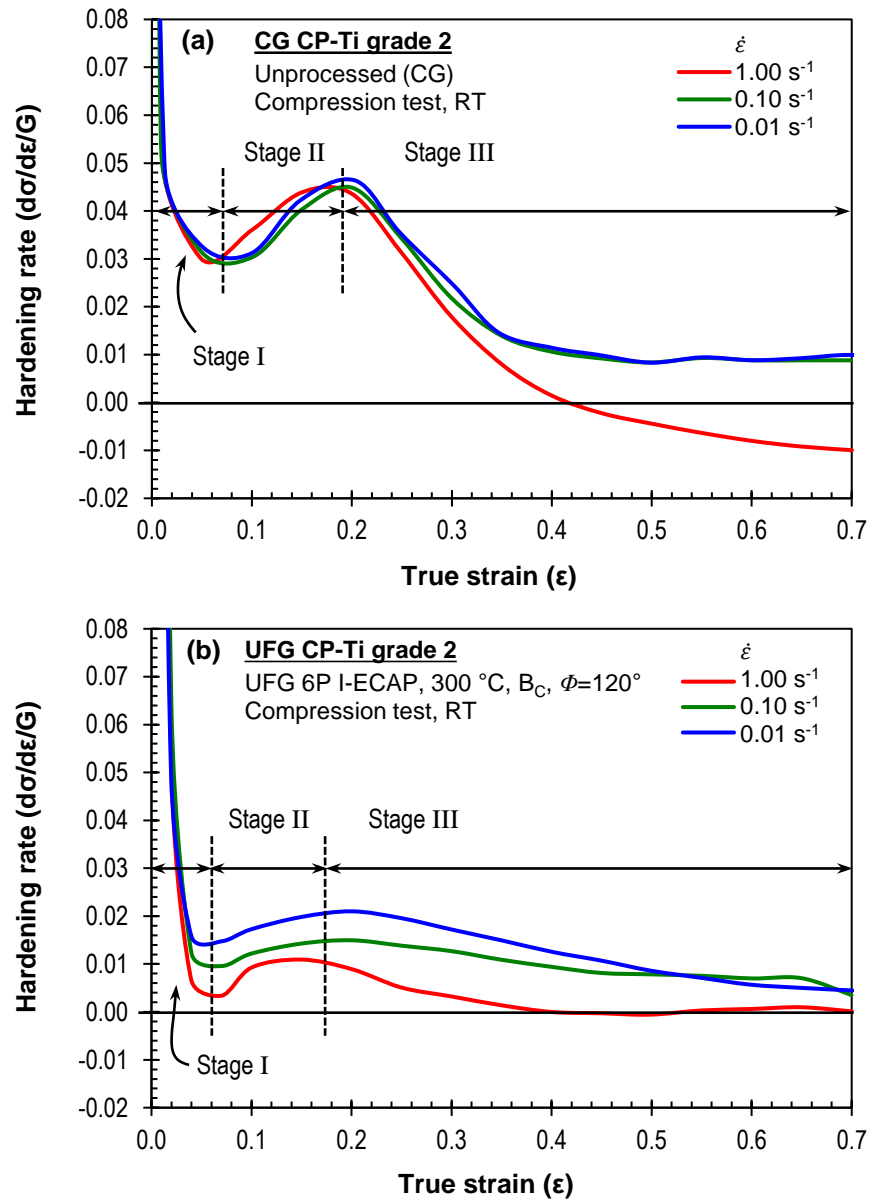 (a) CG CP-Ti grade 2
Unprocessed (CG)
Compression test, RT
ε̇
1.00 s⁻¹
0.10 s⁻¹
0.01 s⁻¹
Stage II
Stage III
Stage I
0.08
0.07
0.06
0.05
0.04
0.03
0.02
0.01
0.00
-0.01
-0.02
Hardening rate (dσ/dε/G)
0.0 0.1 0.2 0.3 0.4 0.5 0.6 0.7
True strain (ε)
(b) UFG CP-Ti grade 2
UFG 6P I-ECAP, 300 °C, B_C, Φ=120°
Compression test, RT
ε̇
1.00 s⁻¹
0.10 s⁻¹
0.01 s⁻¹
Stage II
Stage III
Stage I
0.08
0.07
0.06
0.05
0.04
0.03
0.02
0.01
0.00
-0.01
-0.02
Hardening rate (dσ/dε/G)
0.0 0.1 0.2 0.3 0.4 0.5 0.6 0.7
True strain (ε)